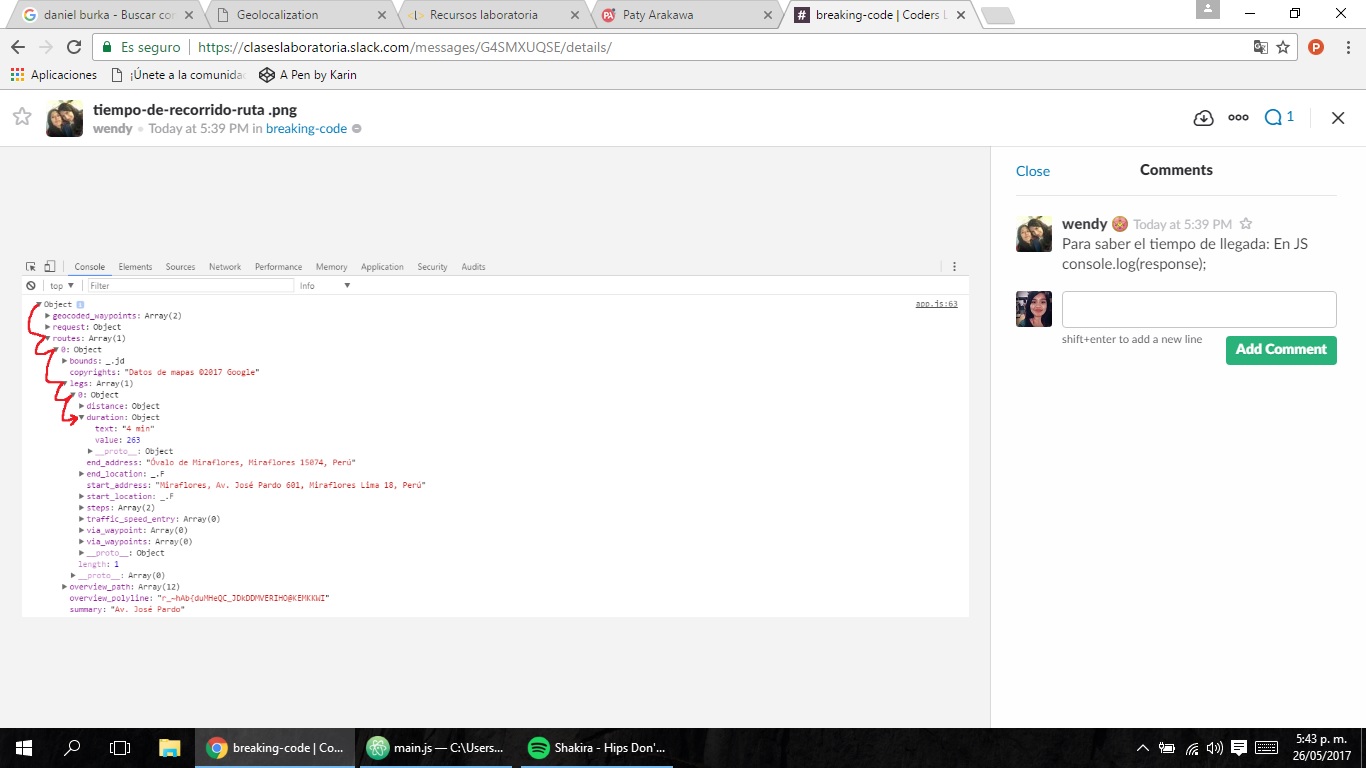 daniel burka - Buscar cor
Geolocalization
Recursos laboratoria
Paty Arakawa
breaking-code | Coders L
Es seguro
https://claseslaboratoria.slack.com/messages/G4SMXUQSE/details/
Aplicaciones
¡Únete a la comunida
A Pen by Karin
tiempo-de-recorrido-ruta .png
wendy Today at 5:39 PM in breaking-code
1
Close
Comments
wendy Today at 5:39 PM
Para saber el tiempo de llegada: En JS
console.log(response);
shift+enter to add a new line
Add Comment
Console Elements Sources Network Performance Memory Application Security Audits
top Filter Info
Object app.js:63
geocoded_waypoints: Array(2)
request: Object
routes: Array(1)
0: Object
bounds: _.jd
copyrights: "Datos de mapas ©2017 Google"
legs: Array(1)
0: Object
distance: Object
duration: Object
text: "4 min"
value: 263
__proto__: Object
end_address: "Óvalo de Miraflores, Miraflores 15074, Perú"
end_location: _.F
start_address: "Miraflores, Av. José Pardo 601, Miraflores Lima 18, Perú"
start_location: _.F
steps: Array(2)
traffic_speed_entry: Array(0)
via_waypoint: Array(0)
via_waypoints: Array(0)
__proto__: Object
length: 1
__proto__: Array(0)
overview_path: Array(12)
overview_polyline:
summary: "Av. José Pardo"
breaking-code | Co...
main.js — C:\Users...
Shakira - Hips Don'...
5:43 p. m.
26/05/2017